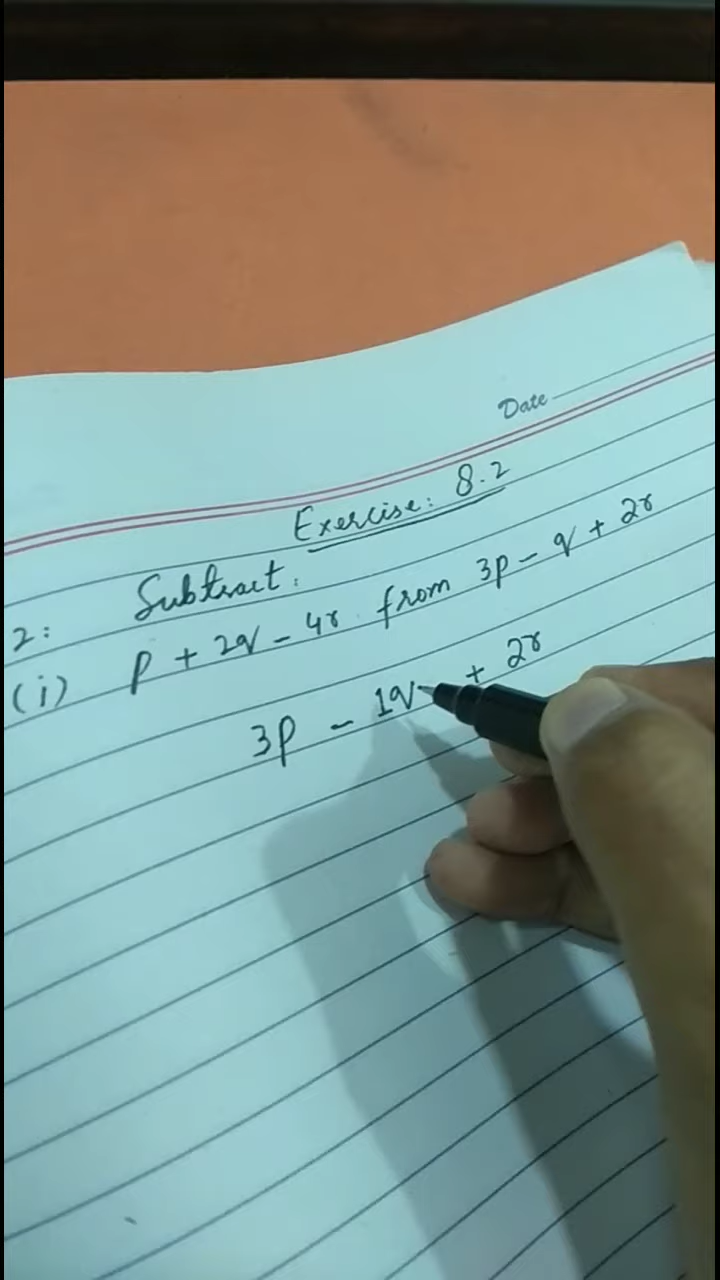 Date
Exercise: 8.2
2: Subtract:
(i) p + 2q - 4r from 3p - q + 2r
3p - 1q + 2r